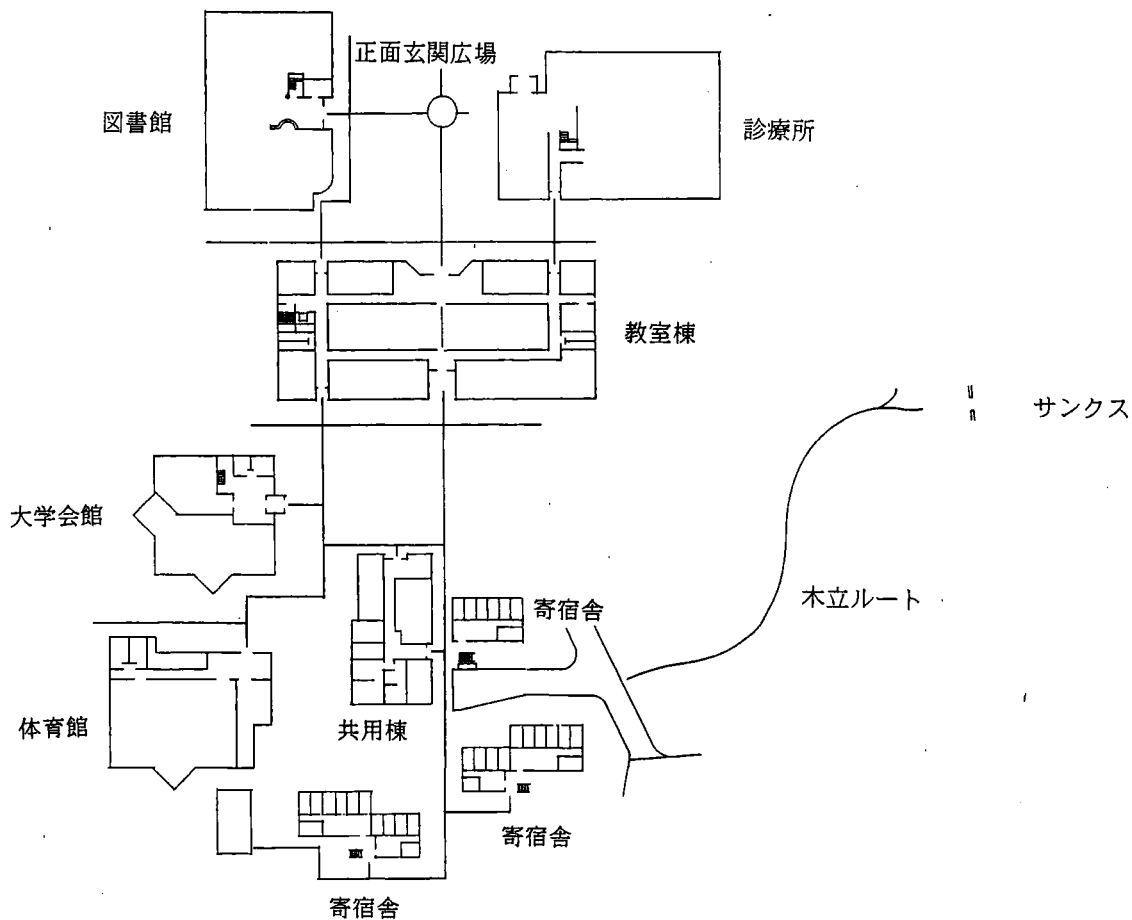 正面玄関広場
図書館
診療所
教室棟
サンクス
大学会館
木立ルート
寄宿舎
体育館
共用棟
寄宿舎
寄宿舎